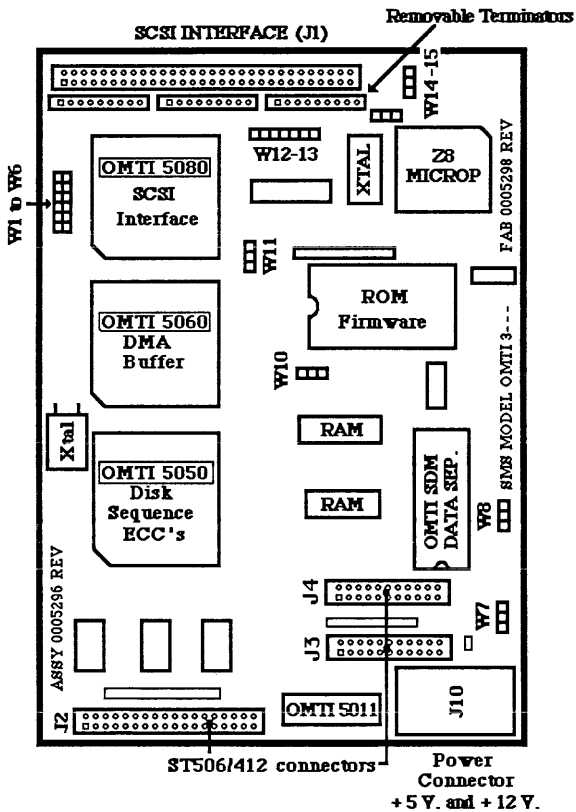 Removable Terminators
SCSI INTERFACE (J1)
W14-15
W12-13
XTAL
Z8
MICROP
FAB 0005298 REV
OMTI 5080
SCSI
Interface
W1 to W6
W11
ROM
Firmware
OMTI 5060
DMA
Buffer
W10
SMS MODEL OMTI 3---
Xtal
RAM
OMTI 5050
Disk
Sequence
ECC's
RAM
OMTI SDM
DATA SEP.
W8
ASSY 0005296 REV
J4
W7
J3
J2
OMTI 5011
J10
ST506/412 connectors
Power
Connector
+ 5 V. and + 12 V.